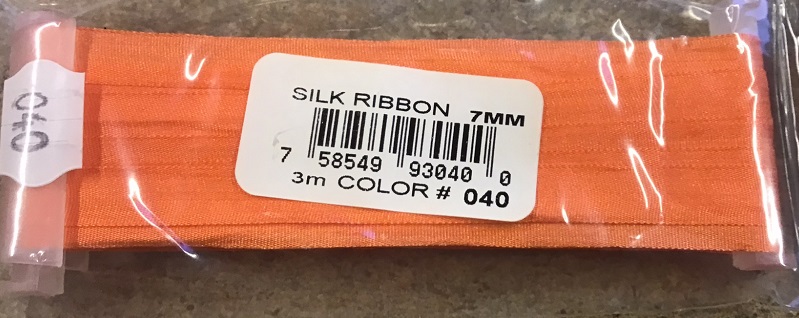 040
SILK RIBBON 7MM
7 58549 93040 0
3m COLOR # 040